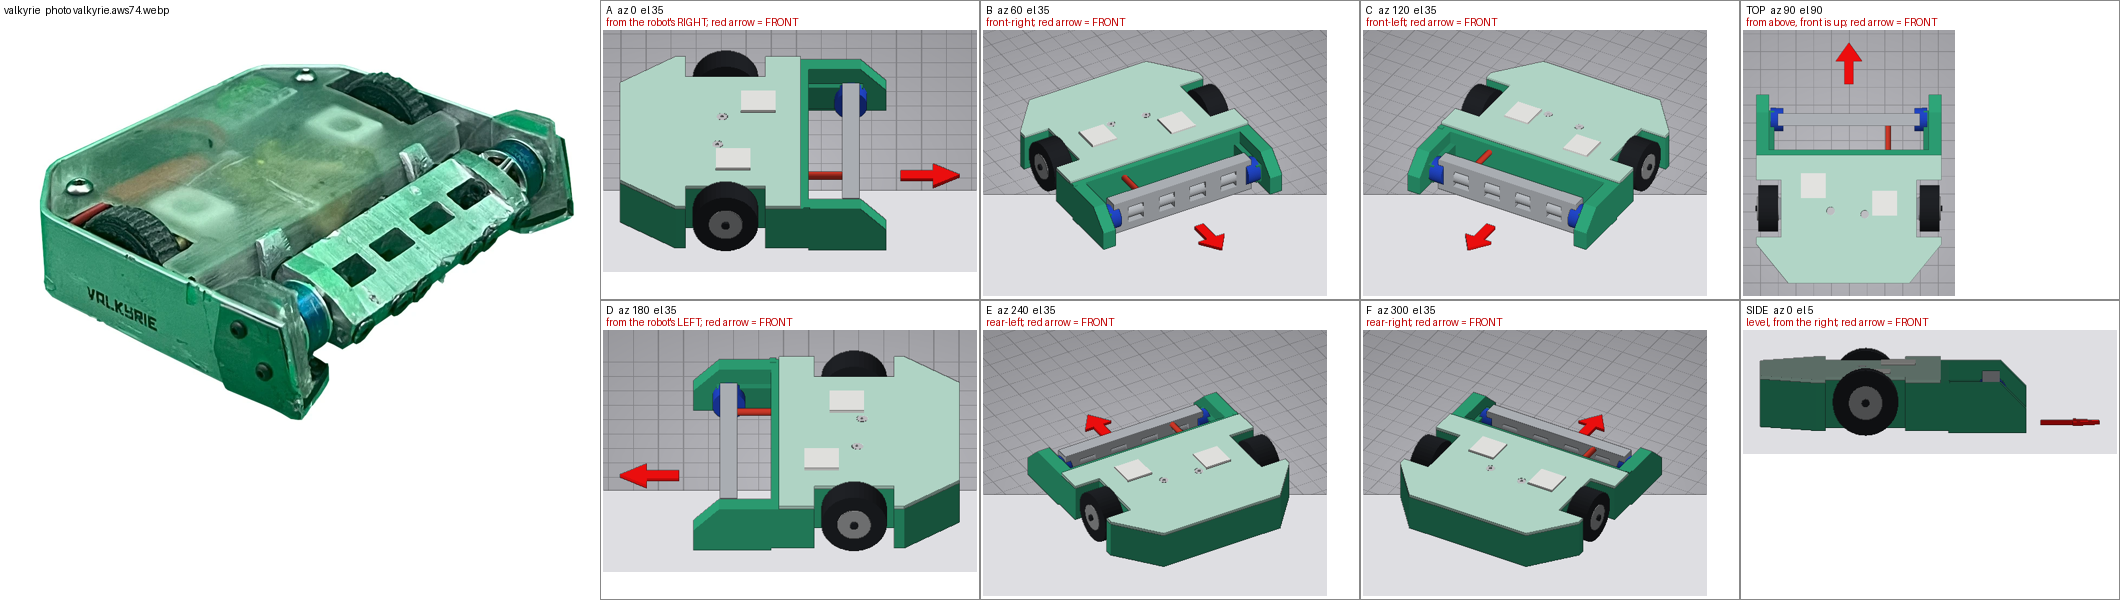 valkyrie photo valkyrie.aws74.webp
VALKYRIE
A az 0 el 35
from the robot's RIGHT; red arrow = FRONT
B az 60 el 35
front-right; red arrow = FRONT
C az 120 el 35
front-left; red arrow = FRONT
TOP az 90 el 90
from above, front is up; red arrow = FRONT
D az 180 el 35
from the robot's LEFT; red arrow = FRONT
E az 240 el 35
rear-left; red arrow = FRONT
F az 300 el 35
rear-right; red arrow = FRONT
SIDE az 0 el 5
level, from the right; red arrow = FRONT